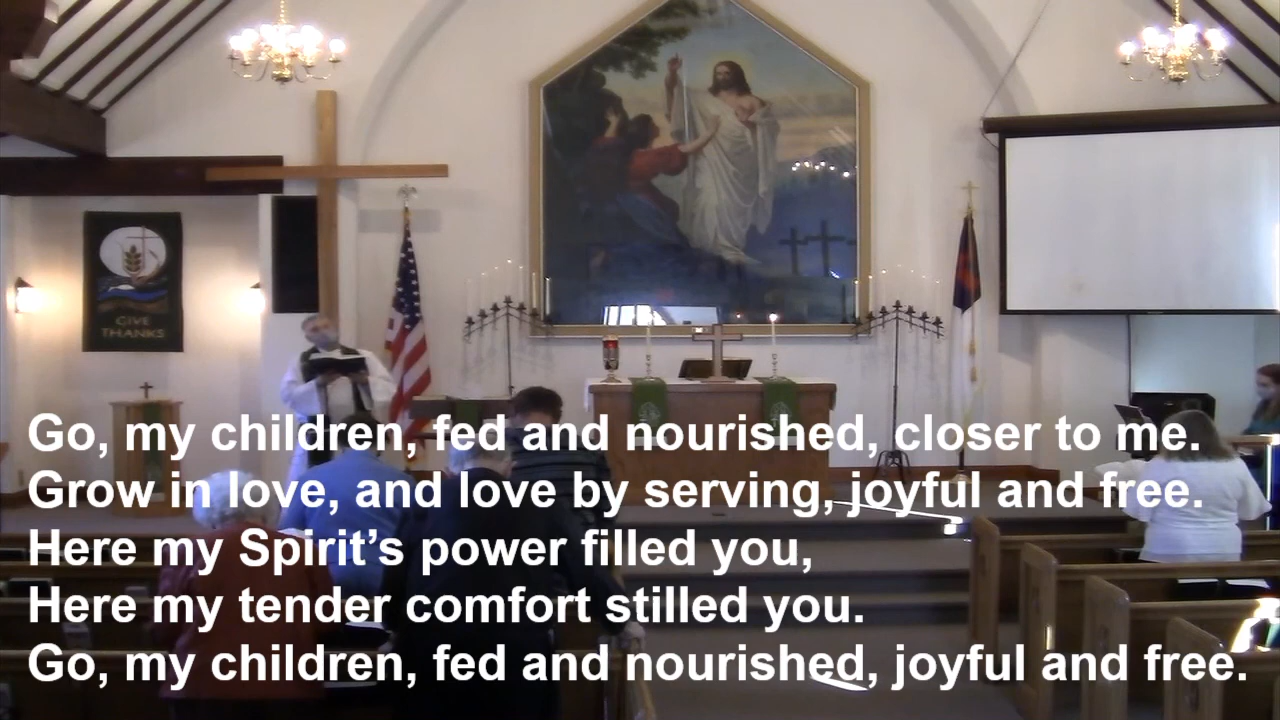 GIVE
THANKS
Go, my children, fed and nourished, closer to me.
Grow in love, and love by serving, joyful and free.
Here my Spirit’s power filled you,
Here my tender comfort stilled you.
Go, my children, fed and nourished, joyful and free.